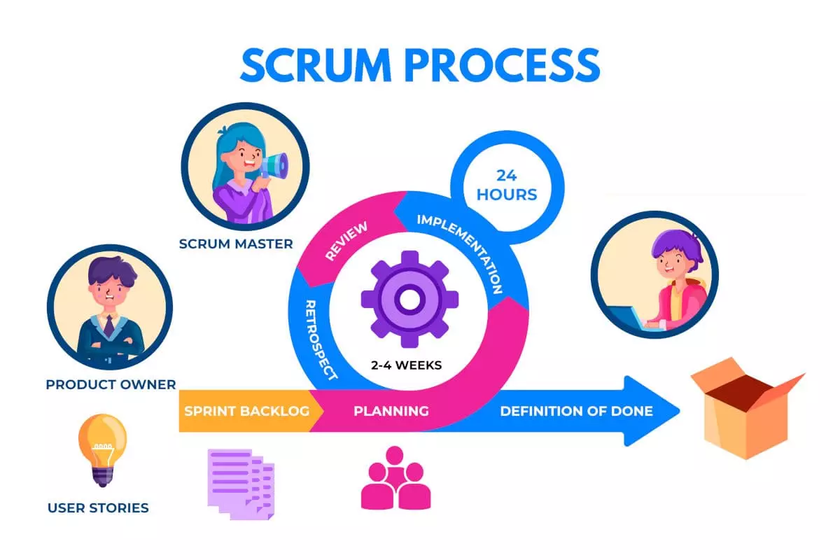 SCRUM PROCESS
24
HOURS
SCRUM MASTER
REVIEW
IMPLEMENTATION
RETROSPECT
2-4 WEEKS
PRODUCT OWNER
SPRINT BACKLOG
PLANNING
DEFINITION OF DONE
USER STORIES